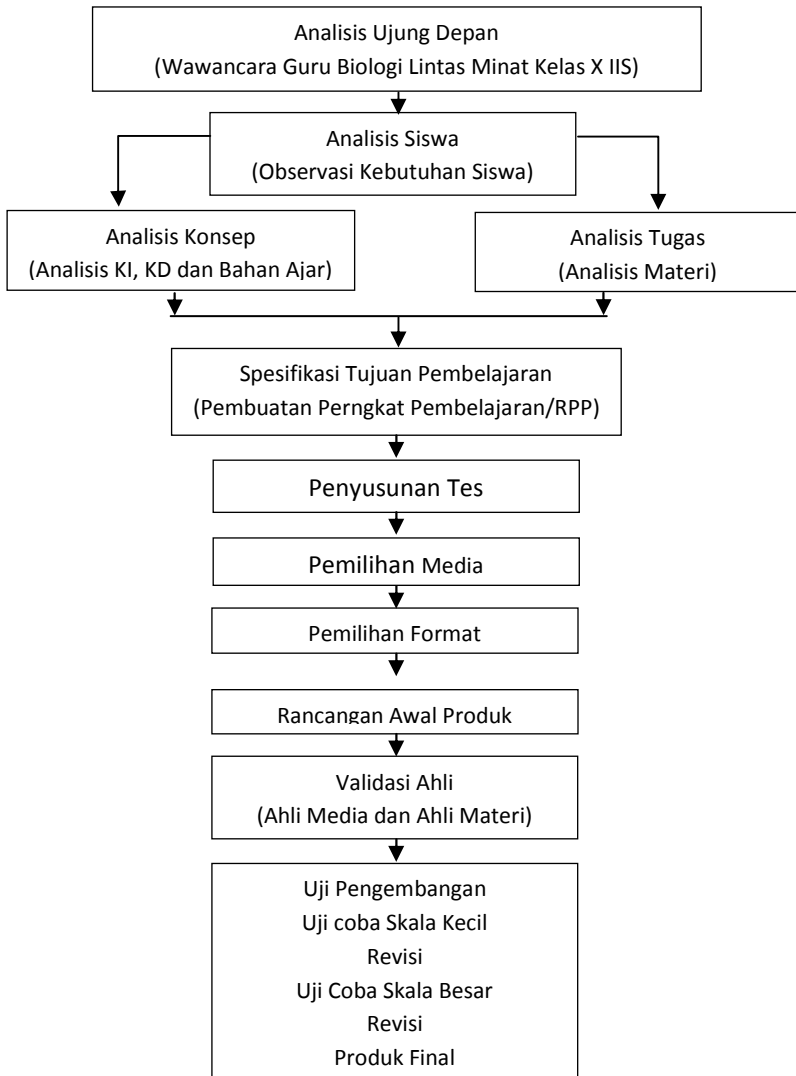 Analisis Ujung Depan
(Wawancara Guru Biologi Lintas Minat Kelas X IIS)
Analisis Siswa
(Observasi Kebutuhan Siswa)
Analisis Konsep
(Analisis KI, KD dan Bahan Ajar)
Analisis Tugas
(Analisis Materi)
Spesifikasi Tujuan Pembelajaran
(Pembuatan Perngkat Pembelajaran/RPP)
Penyusunan Tes
Pemilihan Media
Pemilihan Format
Rancangan Awal Produk
Validasi Ahli
(Ahli Media dan Ahli Materi)
Uji Pengembangan
Uji coba Skala Kecil
Revisi
Uji Coba Skala Besar
Revisi
Produk Final